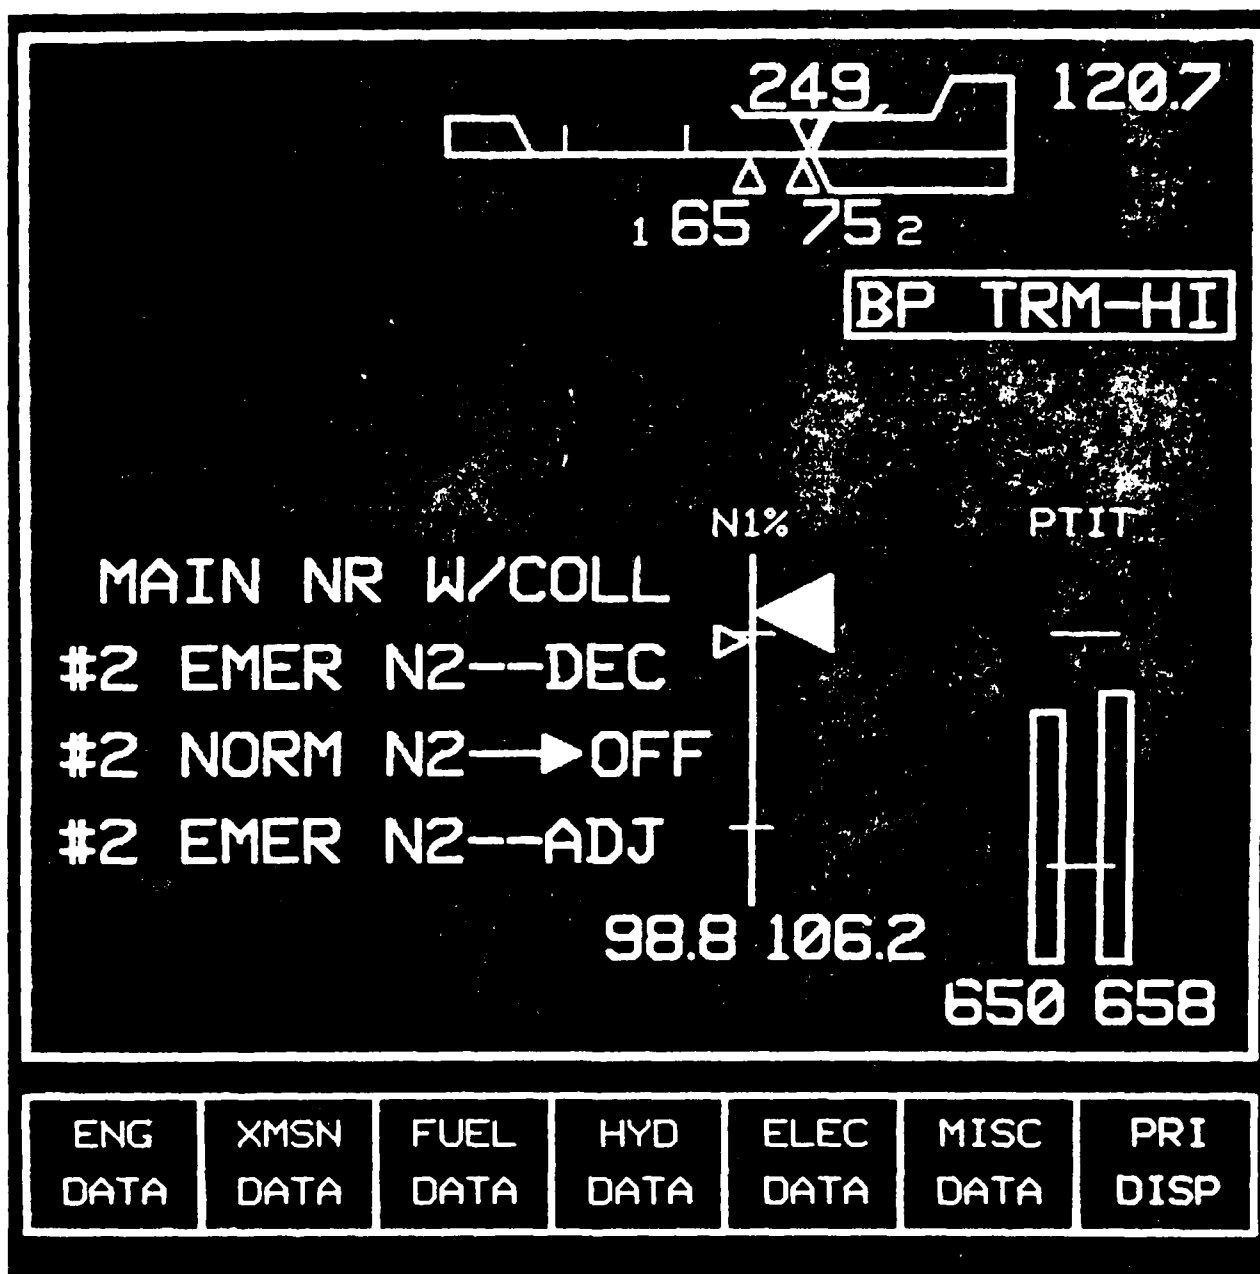 249 120.7
1 65 75 2
BP TRM-HI
N1% PTIT
MAIN NR W/COLL
#2 EMER N2--DEC
#2 NORM N2—▶OFF
#2 EMER N2--ADJ
98.8 106.2
650 658
ENG DATA
XMSN DATA
FUEL DATA
HYD DATA
ELEC DATA
MISC DATA
PRI DISP